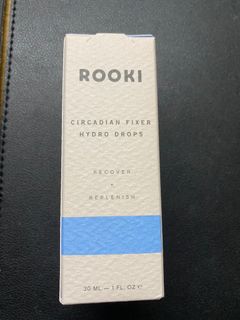 ROOKI
CIRCADIAN FIXER
HYDRO DROPS
RECOVER
+
REPLENISH
30 ML — 1 FL. OZ ℮